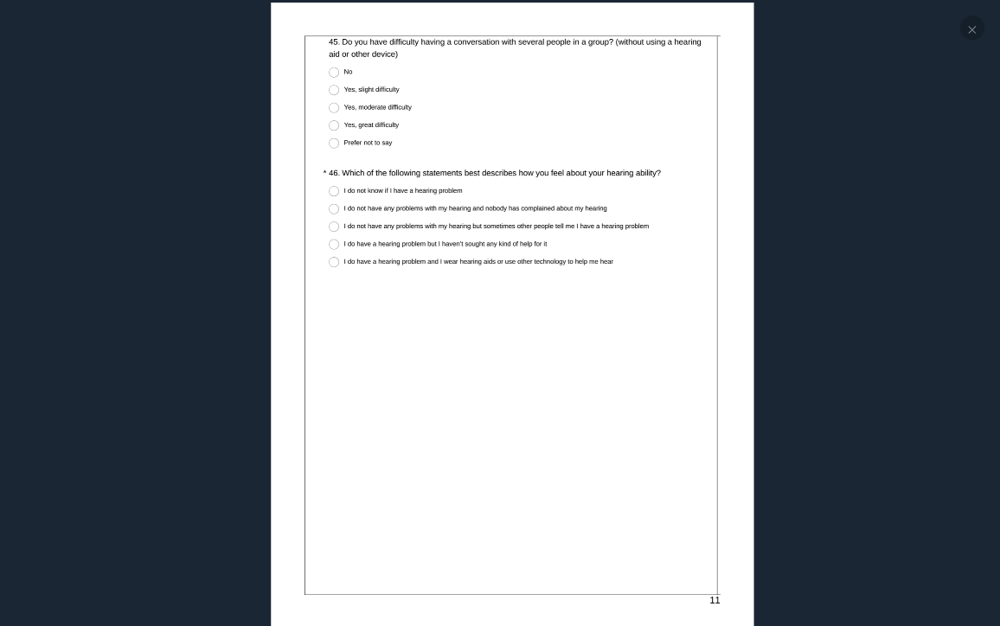 45. Do you have difficulty having a conversation with several people in a group? (without using a hearing
aid or other device)
No
Yes, slight difficulty
Yes, moderate difficulty
Yes, great difficulty
Prefer not to say
* 46. Which of the following statements best describes how you feel about your hearing ability?
I do not know if I have a hearing problem
I do not have any problems with my hearing and nobody has complained about my hearing
I do not have any problems with my hearing but sometimes other people tell me I have a hearing problem
I do have a hearing problem but I haven't sought any kind of help for it
I do have a hearing problem and I wear hearing aids or use other technology to help me hear
11